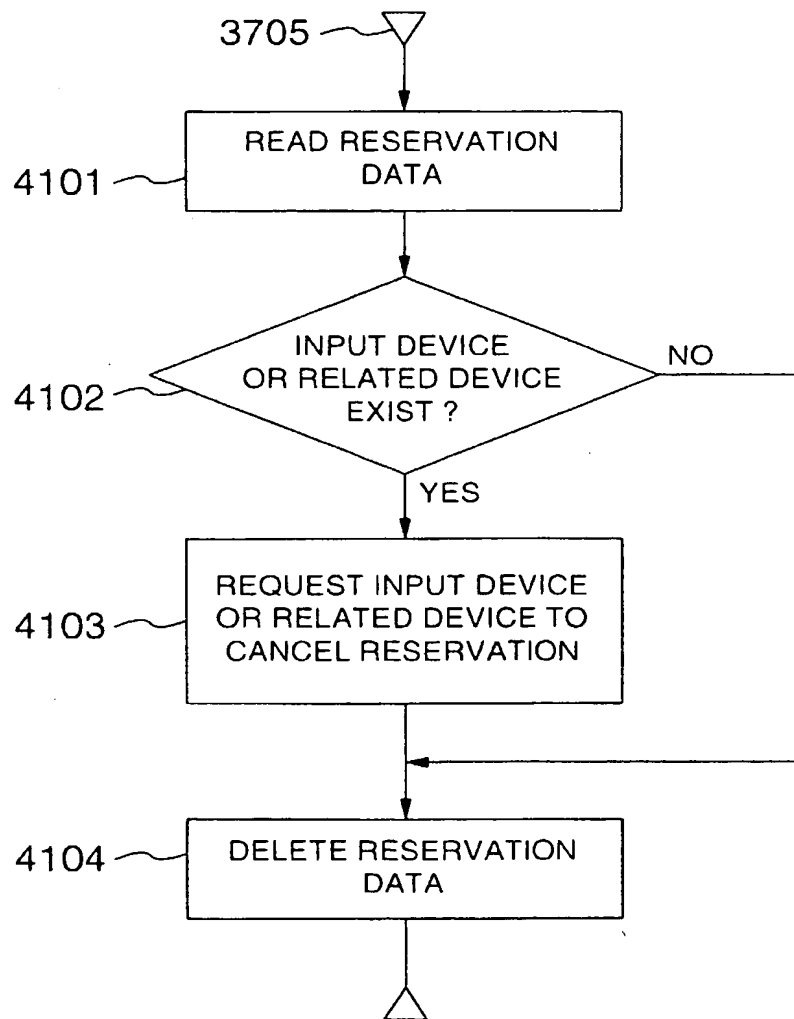 3705
READ RESERVATION
DATA
4101
INPUT DEVICE
OR RELATED DEVICE
EXIST ?
NO
4102
YES
REQUEST INPUT DEVICE
OR RELATED DEVICE TO
CANCEL RESERVATION
4103
DELETE RESERVATION
DATA
4104